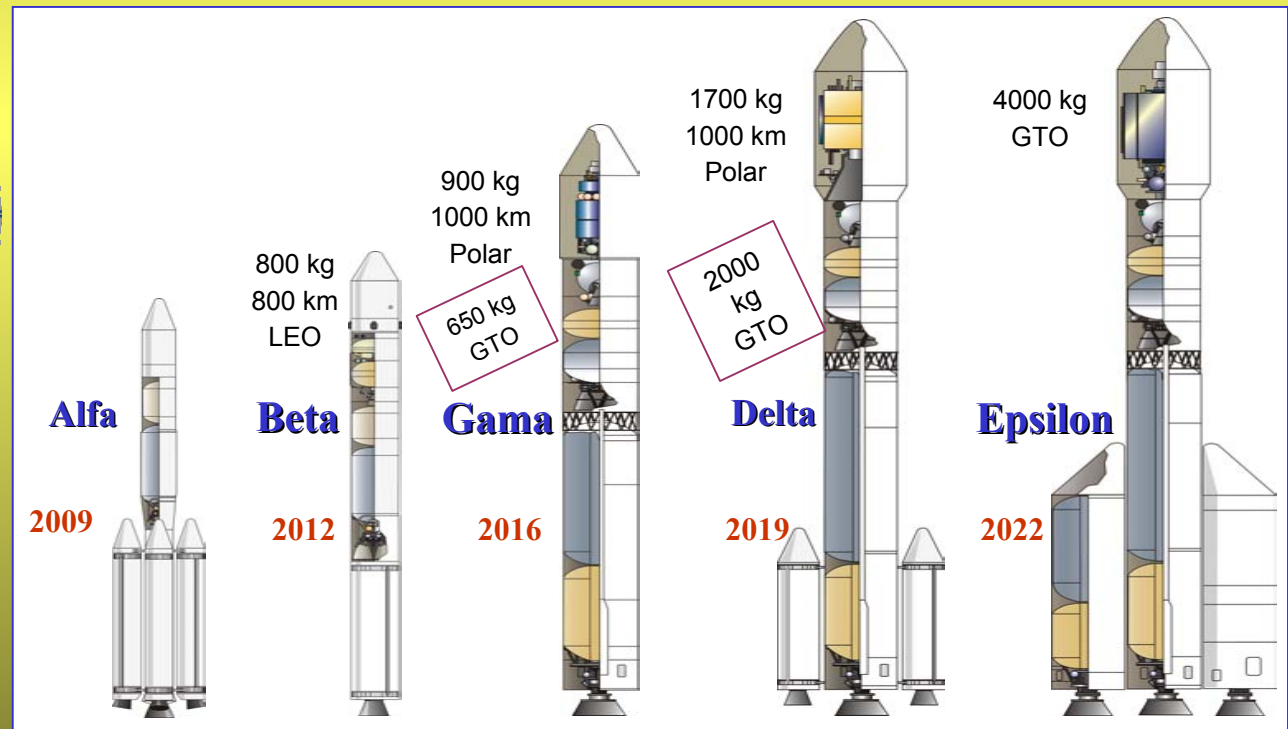 Alfa
2009
800 kg
800 km
LEO
Beta
2012
900 kg
1000 km
Polar
650 kg
GTO
Gama
2016
1700 kg
1000 km
Polar
2000
kg
GTO
Delta
2019
4000 kg
GTO
Epsilon
2022